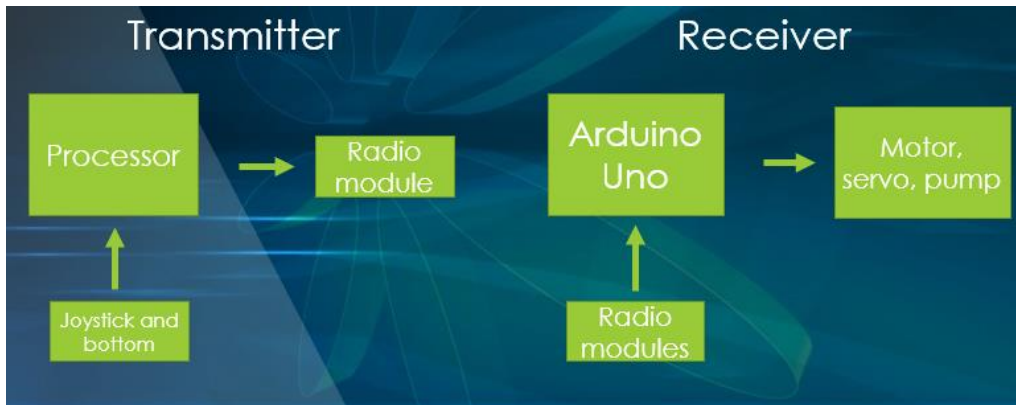 Transmitter
Receiver
Processor
Radio
module
Arduino
Uno
Motor,
servo, pump
Joystick and
bottom
Radio
modules